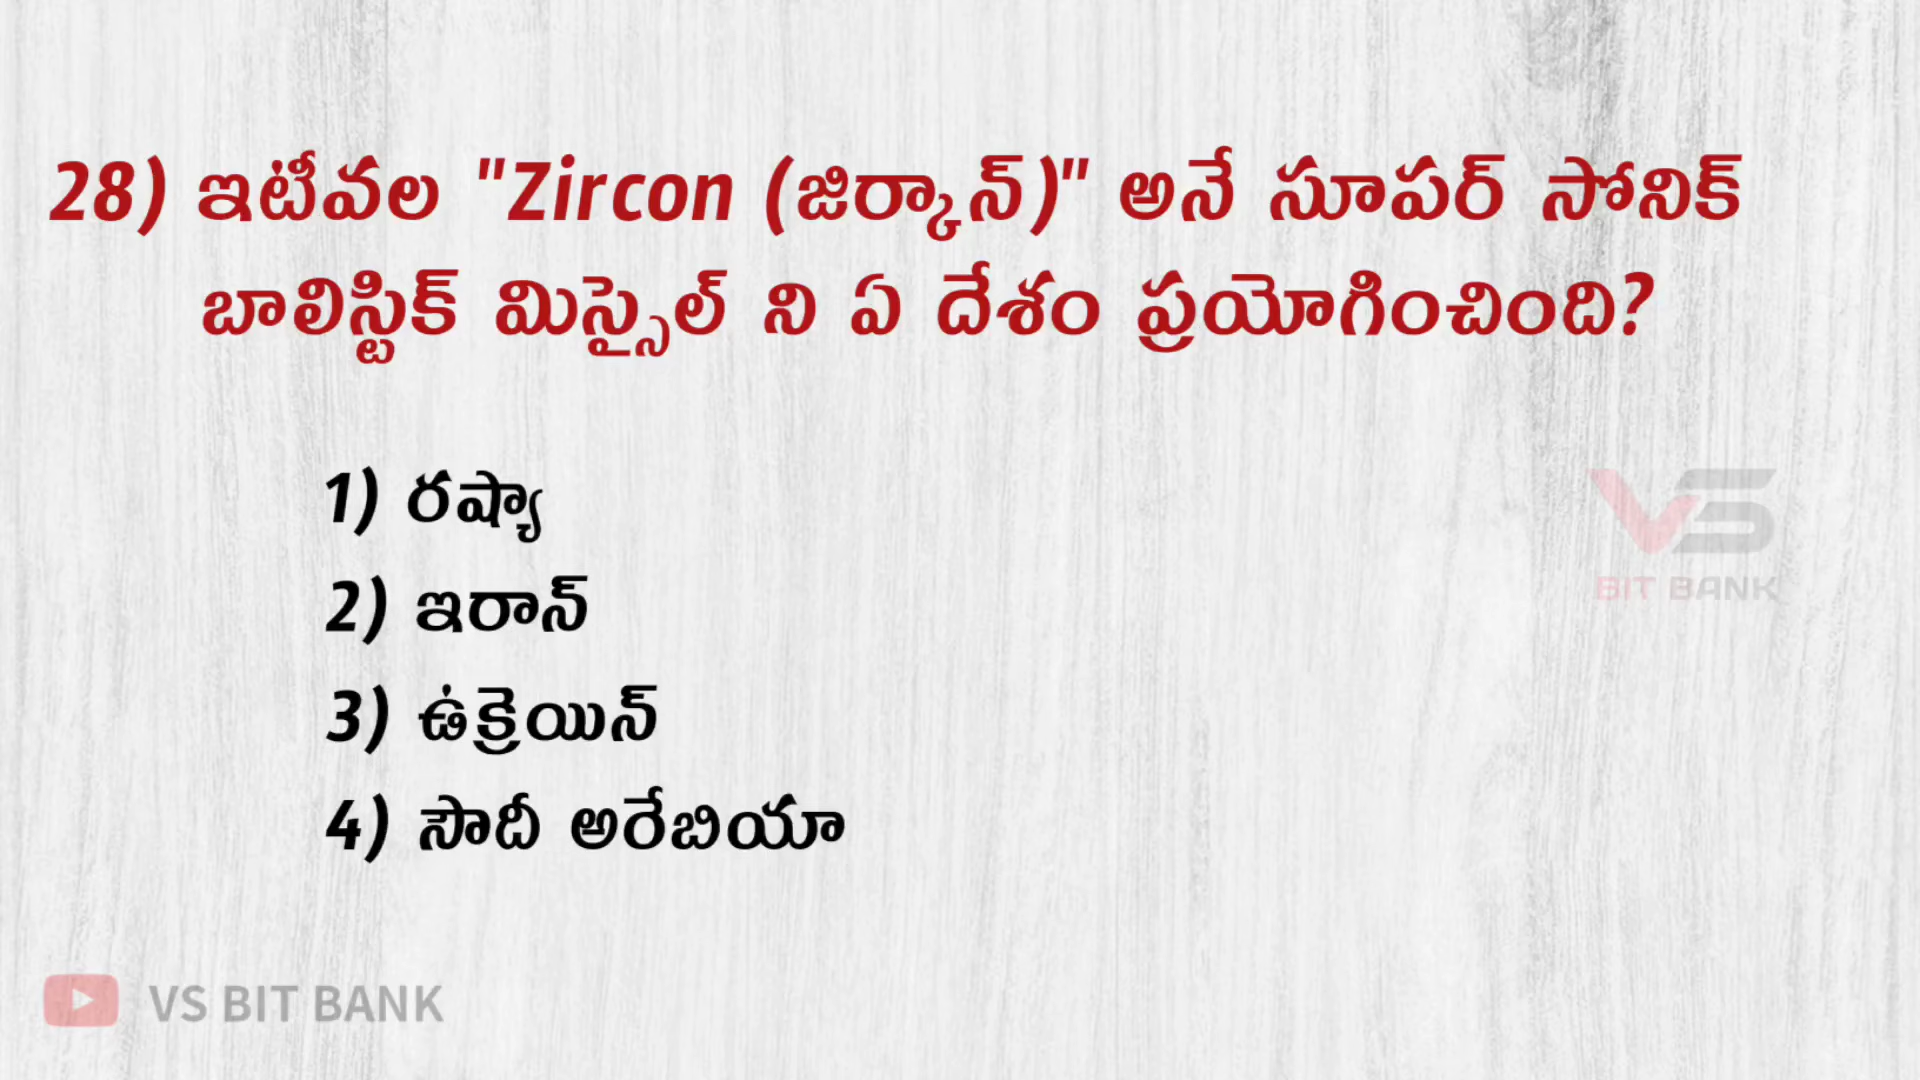 28) ఇటీవల "Zircon (జిర్కాన్)" అనే సూపర్ సోనిక్
బాలిస్టిక్ మిస్సైల్ ని ఏ దేశం ప్రయోగించింది?
1) రష్యా
2) ఇరాన్
3) ఉక్రెయిన్
4) సౌదీ అరేబియా
VS
BIT BANK
VS BIT BANK